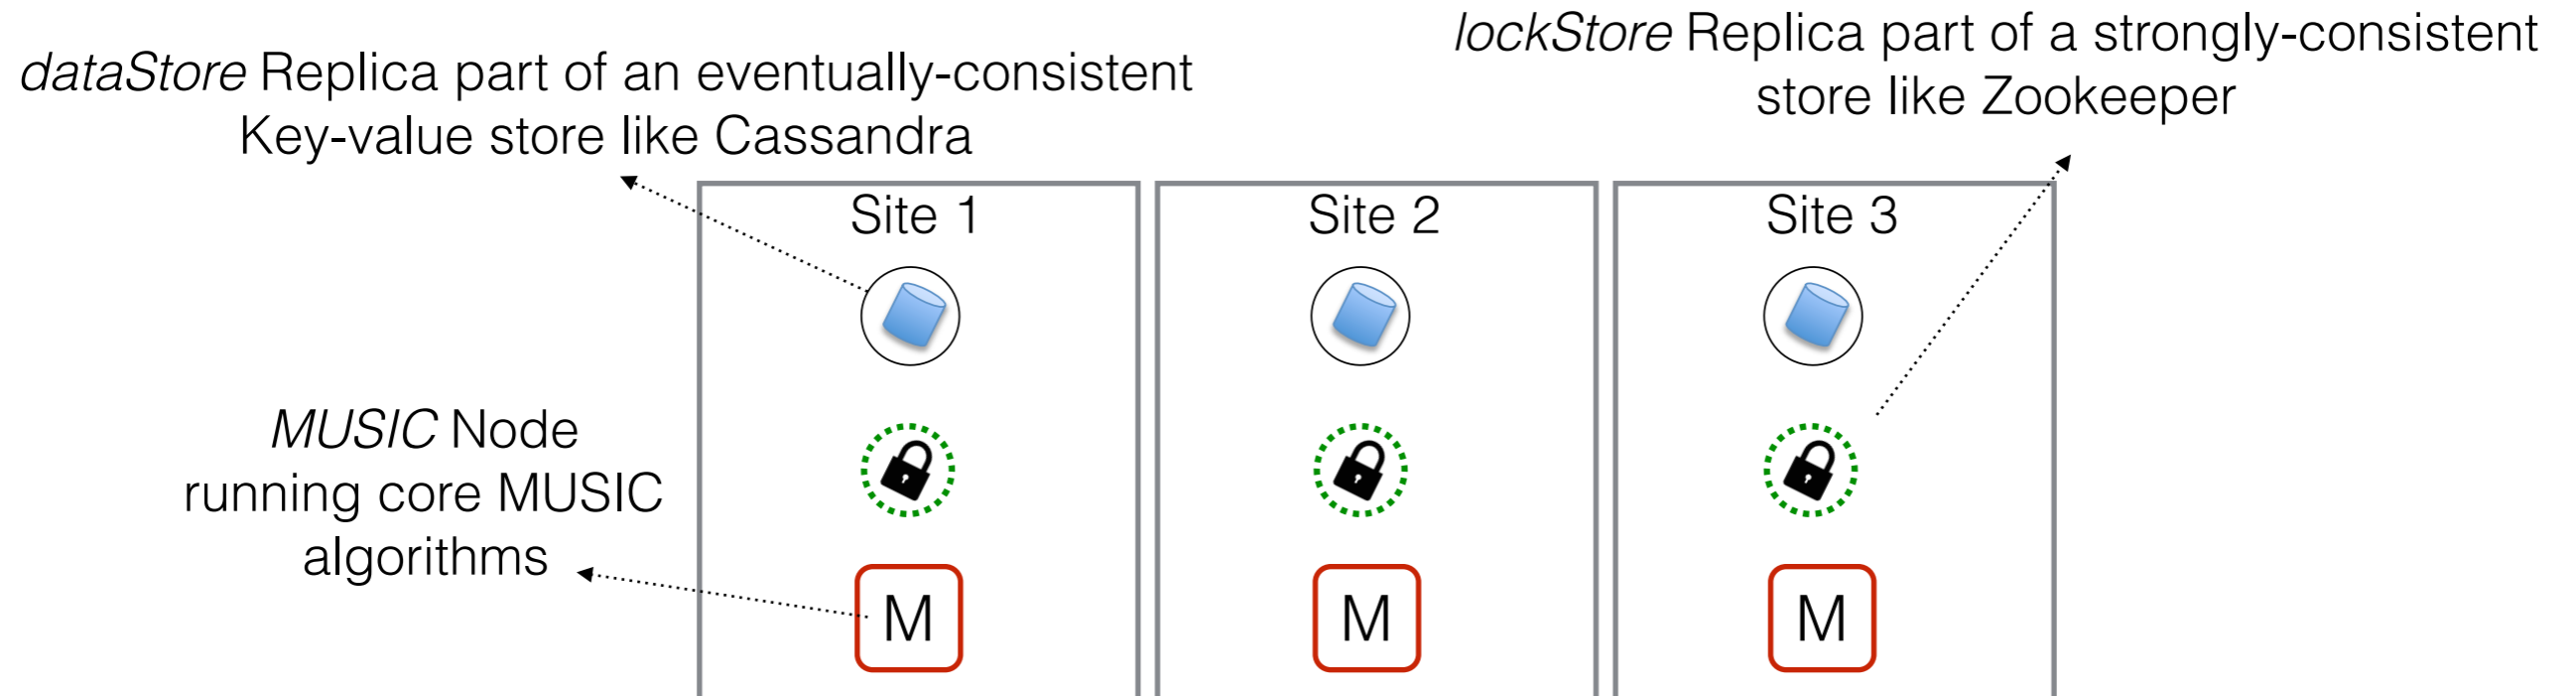 dataStore Replica part of an eventually-consistent
Key-value store like Cassandra
lockStore Replica part of a strongly-consistent
store like Zookeeper
Site 1
Site 2
Site 3
MUSIC Node
running core MUSIC
algorithms
M
M
M